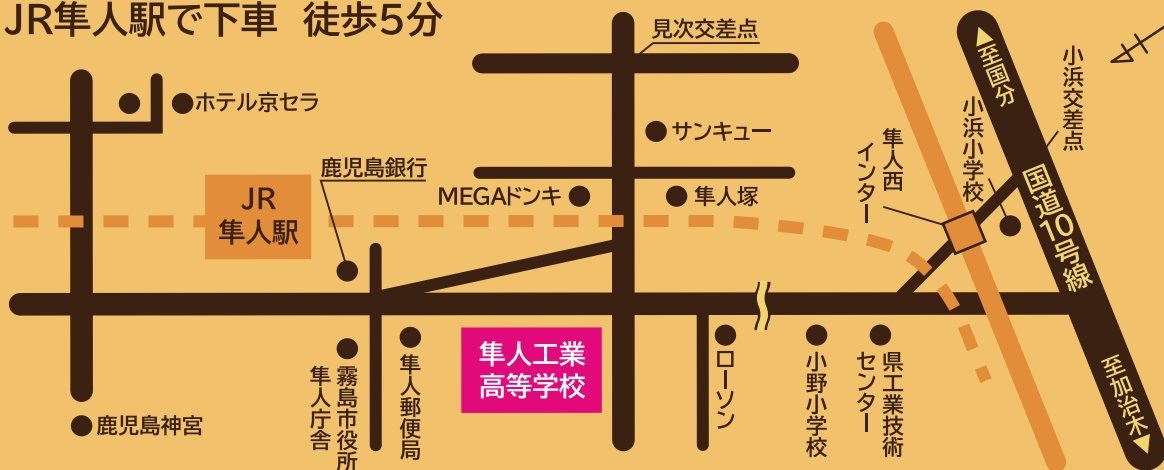 JR隼人駅で下車 徒歩5分
見次交差点
ホテル京セラ
サンキュー
鹿児島銀行
MEGAドンキ
隼人塚
JR
隼人駅
隼人西
インター
小浜小学校
小浜交差点
▲至国分
国道10号線
至加治木▼
隼人工業
高等学校
鹿児島神宮
霧島市役所
隼人庁舎
隼人郵便局
ローソン
小野小学校
県工業技術
センター